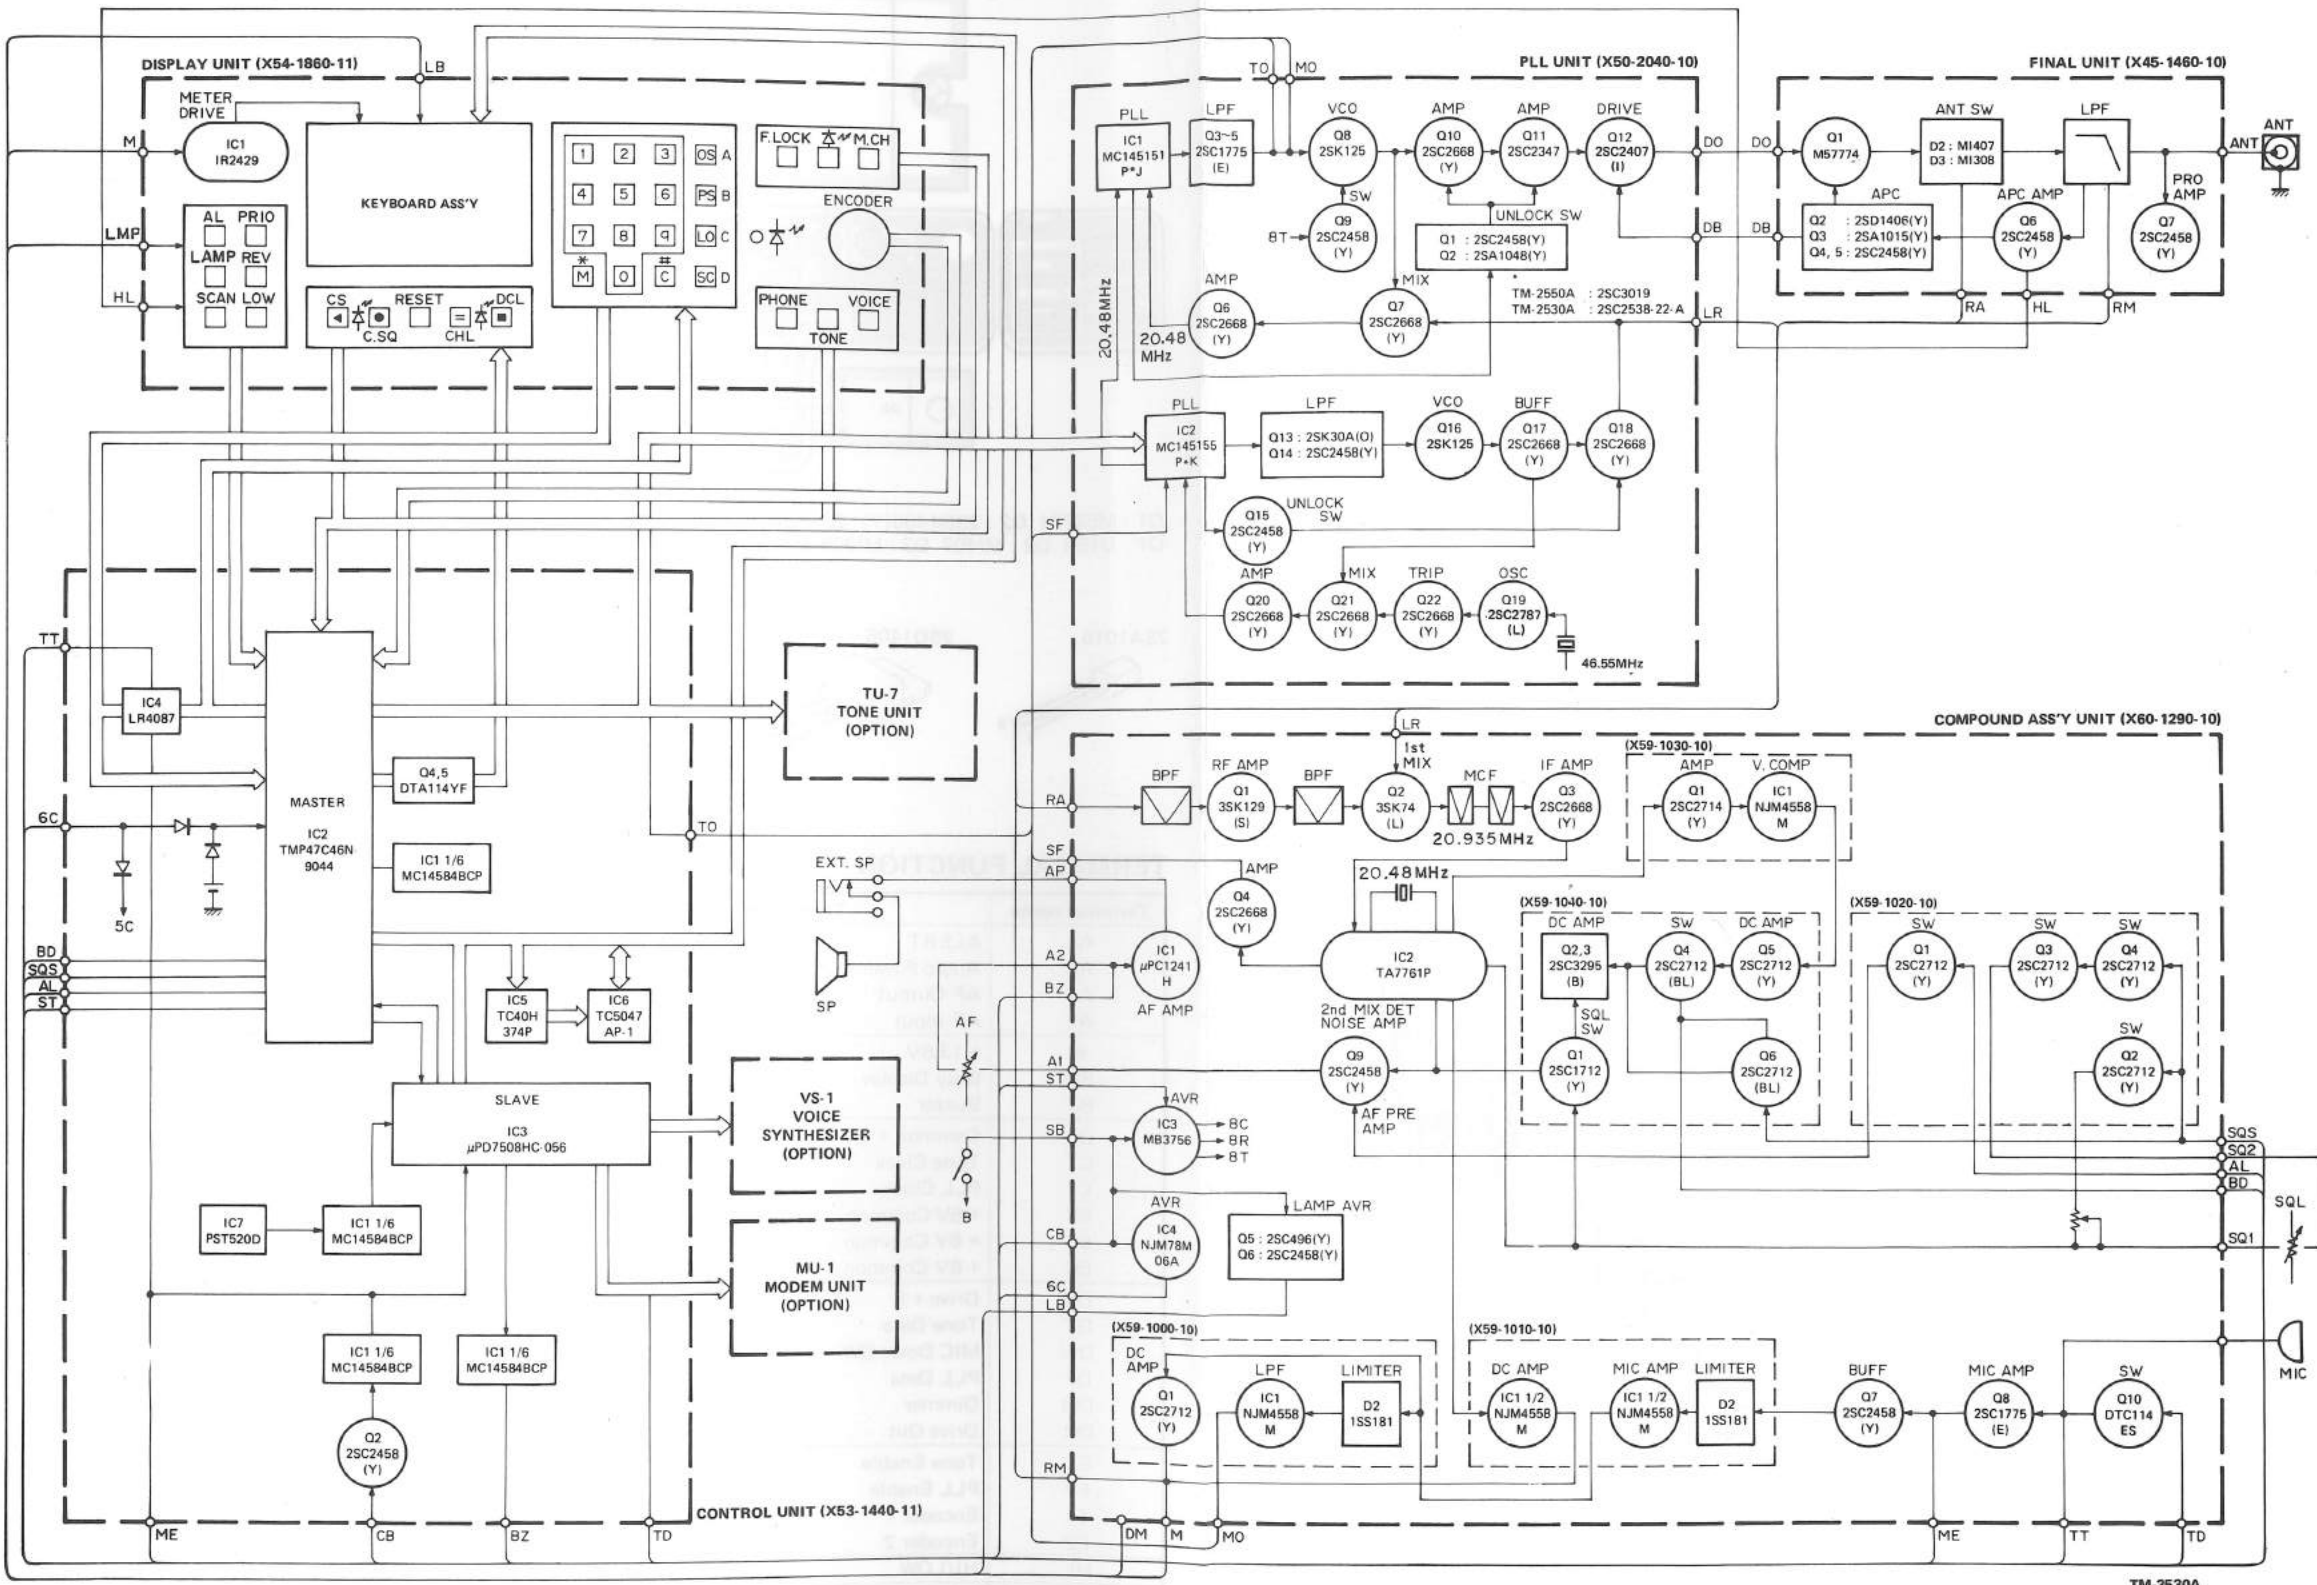 DISPLAY UNIT (X54-1860-11)
LB
METER
DRIVE
IC1
IR2429
M
LMP
HL
KEYBOARD ASS'Y
AL PRIO
LAMP REV
SCAN LOW
CS
RESET
DCL
C.SQ
CHL
1 2 3 OS A
4 5 6 PS B
7 8 9 LO C
* #
M 0 C SC D
F.LOCK M.CH
ENCODER
PHONE VOICE
TONE
PLL UNIT (X50-2040-10)
TO MO
PLL
IC1
MC145151
P*J
LPF
Q3~5
2SC1775
(E)
VCO
Q8
2SK125
AMP
Q10
2SC2668
(Y)
AMP
Q11
2SC2347
DRIVE
Q12
2SC2407
(I)
DO
SW
Q9
2SC2458
(Y)
8T
UNLOCK SW
Q1 : 2SC2458(Y)
Q2 : 2SA1048(Y)
DB
AMP
Q6
2SC2668
(Y)
MIX
Q7
2SC2668
(Y)
*
TM-2550A : 2SC3019
TM-2530A : 2SC2538-22-A
LR
20.48MHz
20.48
MHz
PLL
IC2
MC145155
P*K
LPF
Q13 : 2SK30A(O)
Q14 : 2SC2458(Y)
VCO
Q16
2SK125
BUFF
Q17
2SC2668
(Y)
Q18
2SC2668
(Y)
SF
Q15
2SC2458
(Y)
UNLOCK
SW
AMP
Q20
2SC2668
(Y)
MIX
Q21
2SC2668
(Y)
TRIP
Q22
2SC2668
(Y)
OSC
Q19
2SC2787
(L)
46.55MHz
FINAL UNIT (X45-1460-10)
DO
Q1
M57774
ANT SW
D2 : MI407
D3 : MI308
LPF
ANT
ANT
PRO
AMP
Q7
2SC2458
(Y)
DB
APC
Q2 : 2SD1406(Y)
Q3 : 2SA1015(Y)
Q4, 5 : 2SC2458(Y)
APC AMP
Q6
2SC2458
(Y)
RA
HL
RM
TT
IC4
LR4087
6C
5C
BD
SQS
AL
ST
MASTER
IC2
TMP47C46N
9044
Q4,5
DTA114YF
IC1 1/6
MC14584BCP
IC5
TC40H
374P
IC6
TC5047
AP-1
TO
SLAVE
IC3
μPD7508HC-056
IC7
PST520D
IC1 1/6
MC14584BCP
IC1 1/6
MC14584BCP
IC1 1/6
MC14584BCP
Q2
2SC2458
(Y)
ME
CB
BZ
TD
CONTROL UNIT (X53-1440-11)
TU-7
TONE UNIT
(OPTION)
VS-1
VOICE
SYNTHESIZER
(OPTION)
MU-1
MODEM UNIT
(OPTION)
EXT. SP
SP
AF
B
COMPOUND ASS'Y UNIT (X60-1290-10)
LR
RA
BPF
RF AMP
Q1
3SK129
(S)
BPF
1st
MIX
Q2
3SK74
(L)
MCF
20.935MHz
IF AMP
Q3
2SC2668
(Y)
(X59-1030-10)
AMP
Q1
2SC2714
(Y)
V. COMP
IC1
NJM4558
M
SF
AP
AMP
Q4
2SC2668
(Y)
20.48MHz
IC2
TA7761P
2nd MIX DET
NOISE AMP
A2
BZ
IC1
μPC1241
H
AF AMP
(X59-1040-10)
DC AMP
Q2,3
2SC3295
(B)
SW
Q4
2SC2712
(BL)
DC AMP
Q5
2SC2712
(Y)
SQL
SW
Q1
2SC1712
(Y)
Q6
2SC2712
(BL)
(X59-1020-10)
SW
Q1
2SC2712
(Y)
SW
Q3
2SC2712
(Y)
SW
Q4
2SC2712
(Y)
SW
Q2
2SC2712
(Y)
A1
ST
Q9
2SC2458
(Y)
AF PRE
AMP
SB
AVR
IC3
MB3756
8C
8R
8T
CB
AVR
IC4
NJM78M
06A
LAMP AVR
Q5 : 2SC496(Y)
Q6 : 2SC2458(Y)
6C
LB
SQS
SQ2
AL
BD
SQ1
SQL
(X59-1000-10)
DC
AMP
Q1
2SC2712
(Y)
LPF
IC1
NJM4558
M
LIMITER
D2
1SS181
(X59-1010-10)
DC AMP
IC1 1/2
NJM4558
M
MIC AMP
IC1 1/2
NJM4558
M
LIMITER
D2
1SS181
BUFF
Q7
2SC2458
(Y)
MIC AMP
Q8
2SC1775
(E)
SW
Q10
DTC114
ES
MIC
RM
DM
M
MO
ME
TT
TD